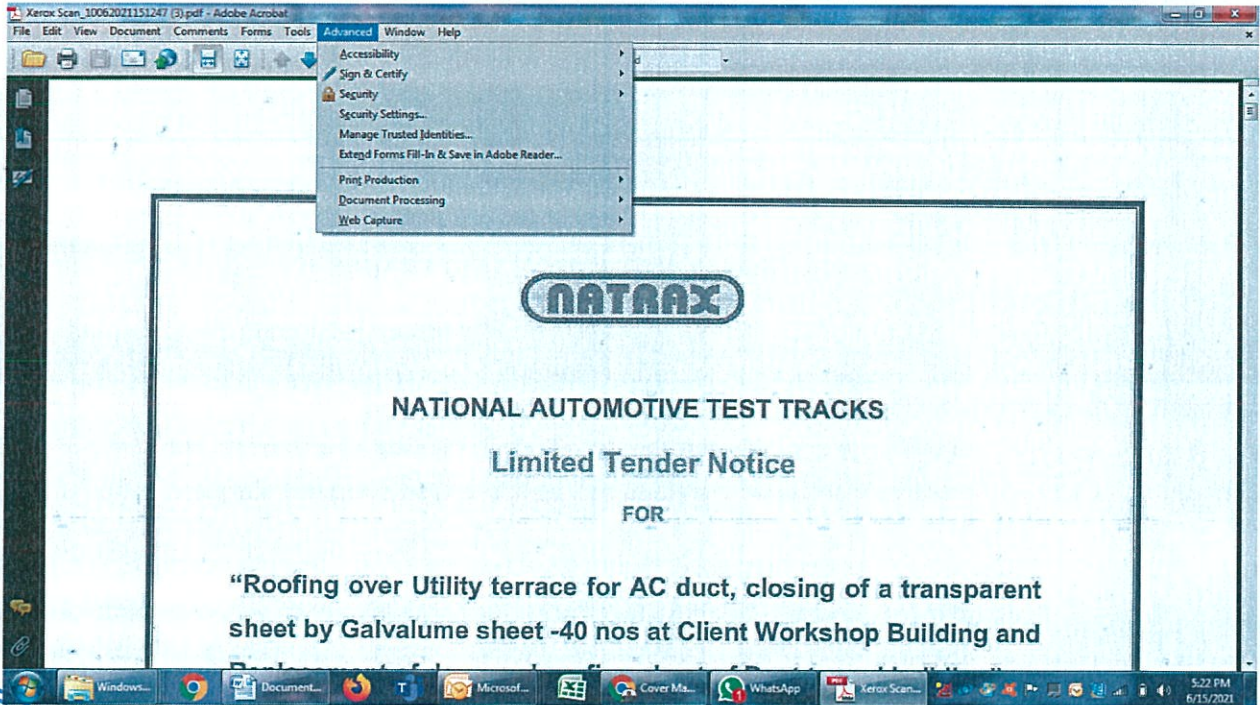 Xerox Scan_10062021151247 (3).pdf - Adobe Acrobat
File Edit View Document Comments Forms Tools Advanced Window Help
Accessibility
Sign & Certify
Security
Security Settings...
Manage Trusted Identities...
Extend Forms Fill-In & Save in Adobe Reader...
Print Production
Document Processing
Web Capture
NATRAX
NATIONAL AUTOMOTIVE TEST TRACKS
Limited Tender Notice
FOR
“Roofing over Utility terrace for AC duct, closing of a transparent
sheet by Galvalume sheet -40 nos at Client Workshop Building and
Windows... Document... Microsof... Cover Ma... WhatsApp Xerox Scan...
5:22 PM
6/15/2021